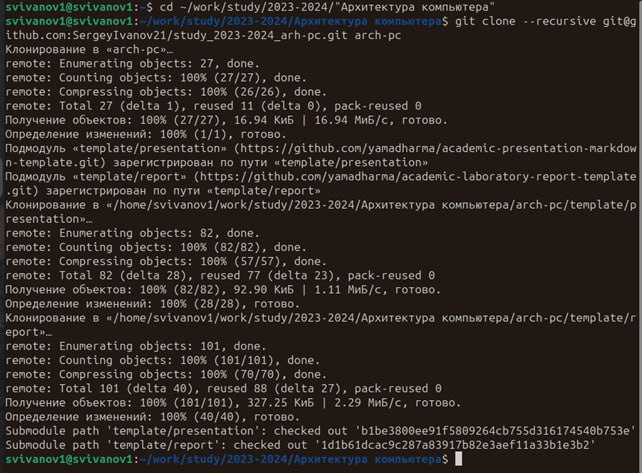 svivanov1@svivanov1:~$ cd ~/work/study/2023-2024/"Архитектура компьютера"
svivanov1@svivanov1:~/work/study/2023-2024/Архитектура компьютера$ git clone --recursive git@g
ithub.com:SergeyIvanov21/study_2023-2024_arh-pc.git arch-pc
Клонирование в «arch-pc»…
remote: Enumerating objects: 27, done.
remote: Counting objects: 100% (27/27), done.
remote: Compressing objects: 100% (26/26), done.
remote: Total 27 (delta 1), reused 11 (delta 0), pack-reused 0
Получение объектов: 100% (27/27), 16.94 КиБ | 16.94 МиБ/с, готово.
Определение изменений: 100% (1/1), готово.
Подмодуль «template/presentation» (https://github.com/yamadharma/academic-presentation-markdow
n-template.git) зарегистрирован по пути «template/presentation»
Подмодуль «template/report» (https://github.com/yamadharma/academic-laboratory-report-template
.git) зарегистрирован по пути «template/report»
Клонирование в «/home/svivanov1/work/study/2023-2024/Архитектура компьютера/arch-pc/template/p
resentation»…
remote: Enumerating objects: 82, done.
remote: Counting objects: 100% (82/82), done.
remote: Compressing objects: 100% (57/57), done.
remote: Total 82 (delta 28), reused 77 (delta 23), pack-reused 0
Получение объектов: 100% (82/82), 92.90 КиБ | 1.11 МиБ/с, готово.
Определение изменений: 100% (28/28), готово.
Клонирование в «/home/svivanov1/work/study/2023-2024/Архитектура компьютера/arch-pc/template/r
eport»…
remote: Enumerating objects: 101, done.
remote: Counting objects: 100% (101/101), done.
remote: Compressing objects: 100% (70/70), done.
remote: Total 101 (delta 40), reused 88 (delta 27), pack-reused 0
Получение объектов: 100% (101/101), 327.25 КиБ | 2.29 МиБ/с, готово.
Определение изменений: 100% (40/40), готово.
Submodule path 'template/presentation': checked out 'b1be3800ee91f5809264cb755d316174540b753e'
Submodule path 'template/report': checked out '1d1b61dcac9c287a83917b82e3aef11a33b1e3b2'
svivanov1@svivanov1:~/work/study/2023-2024/Архитектура компьютера$